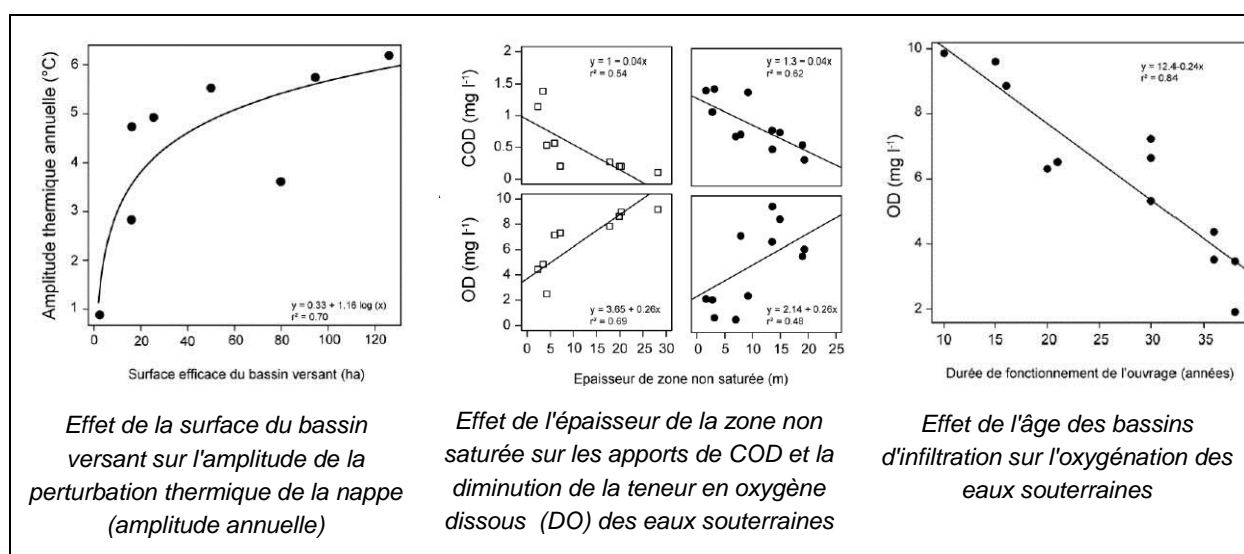 Amplitude thermique annuelle (°C)
6
5
4
3
2
1
0
20
40
60
80
100
120
y = 0.33 + 1.16 log (x)
r² = 0.70
Surface efficace du bassin versant (ha)
Effet de la surface du bassin
versant sur l'amplitude de la
perturbation thermique de la nappe
(amplitude annuelle)
COD (mg l⁻¹)
2
1.5
1
0.5
0
y = 1 – 0.04x
r² = 0.54
y = 1.3 – 0.04x
r² = 0.62
OD (mg l⁻¹)
10
8
6
4
2
0
y = 3.65 + 0.26x
r² = 0.69
y = 2.14 + 0.26x
r² = 0.48
0 5 10 15 20 25 30
0 5 10 15 20 25
Epaisseur de zone non saturée (m)
Effet de l'épaisseur de la zone non
saturée sur les apports de COD et la
diminution de la teneur en oxygène
dissous (DO) des eaux souterraines
OD (mg l⁻¹)
10
8
6
4
2
y = 12.4-0.24x
r² = 0.84
10 15 20 25 30 35
Durée de fonctionnement de l'ouvrage (années)
Effet de l'âge des bassins
d'infiltration sur l'oxygénation des
eaux souterraines